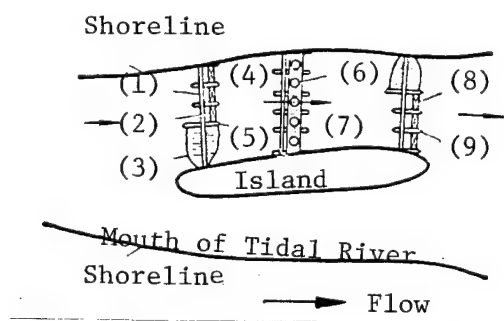 Shoreline
(1) (4) (6) (8)
(2) (5) (7) (9)
(3)
Island
Mouth of Tidal River
Shoreline
Flow